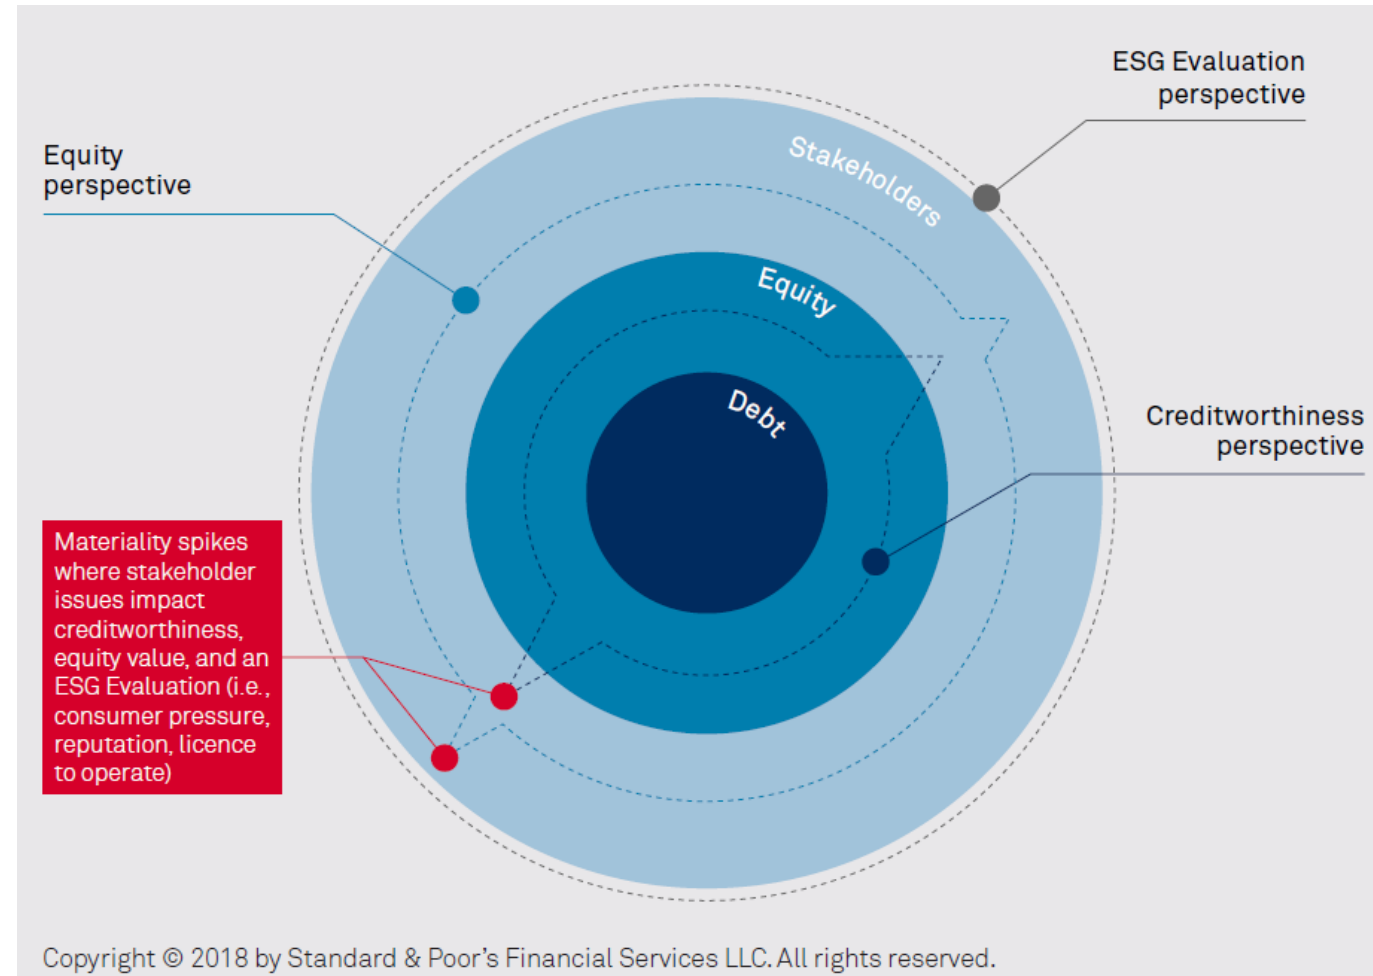 ESG Evaluation
perspective
Equity
perspective
Stakeholders
Equity
Debt
Creditworthiness
perspective
Materiality spikes
where stakeholder
issues impact
creditworthiness,
equity value, and an
ESG Evaluation (i.e.,
consumer pressure,
reputation, licence
to operate)
Copyright © 2018 by Standard & Poor’s Financial Services LLC. All rights reserved.